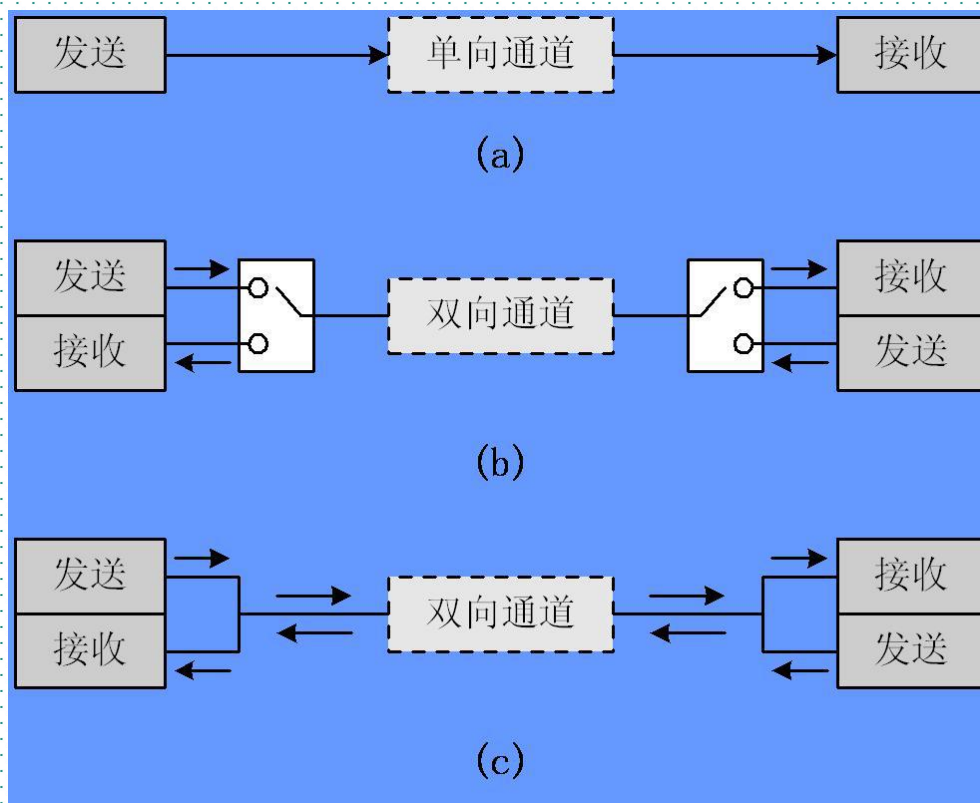 发送 单向通道 接收
(a)
发送 接收
双向通道
接收 发送
(b)
发送 接收
双向通道
接收 发送
(c)